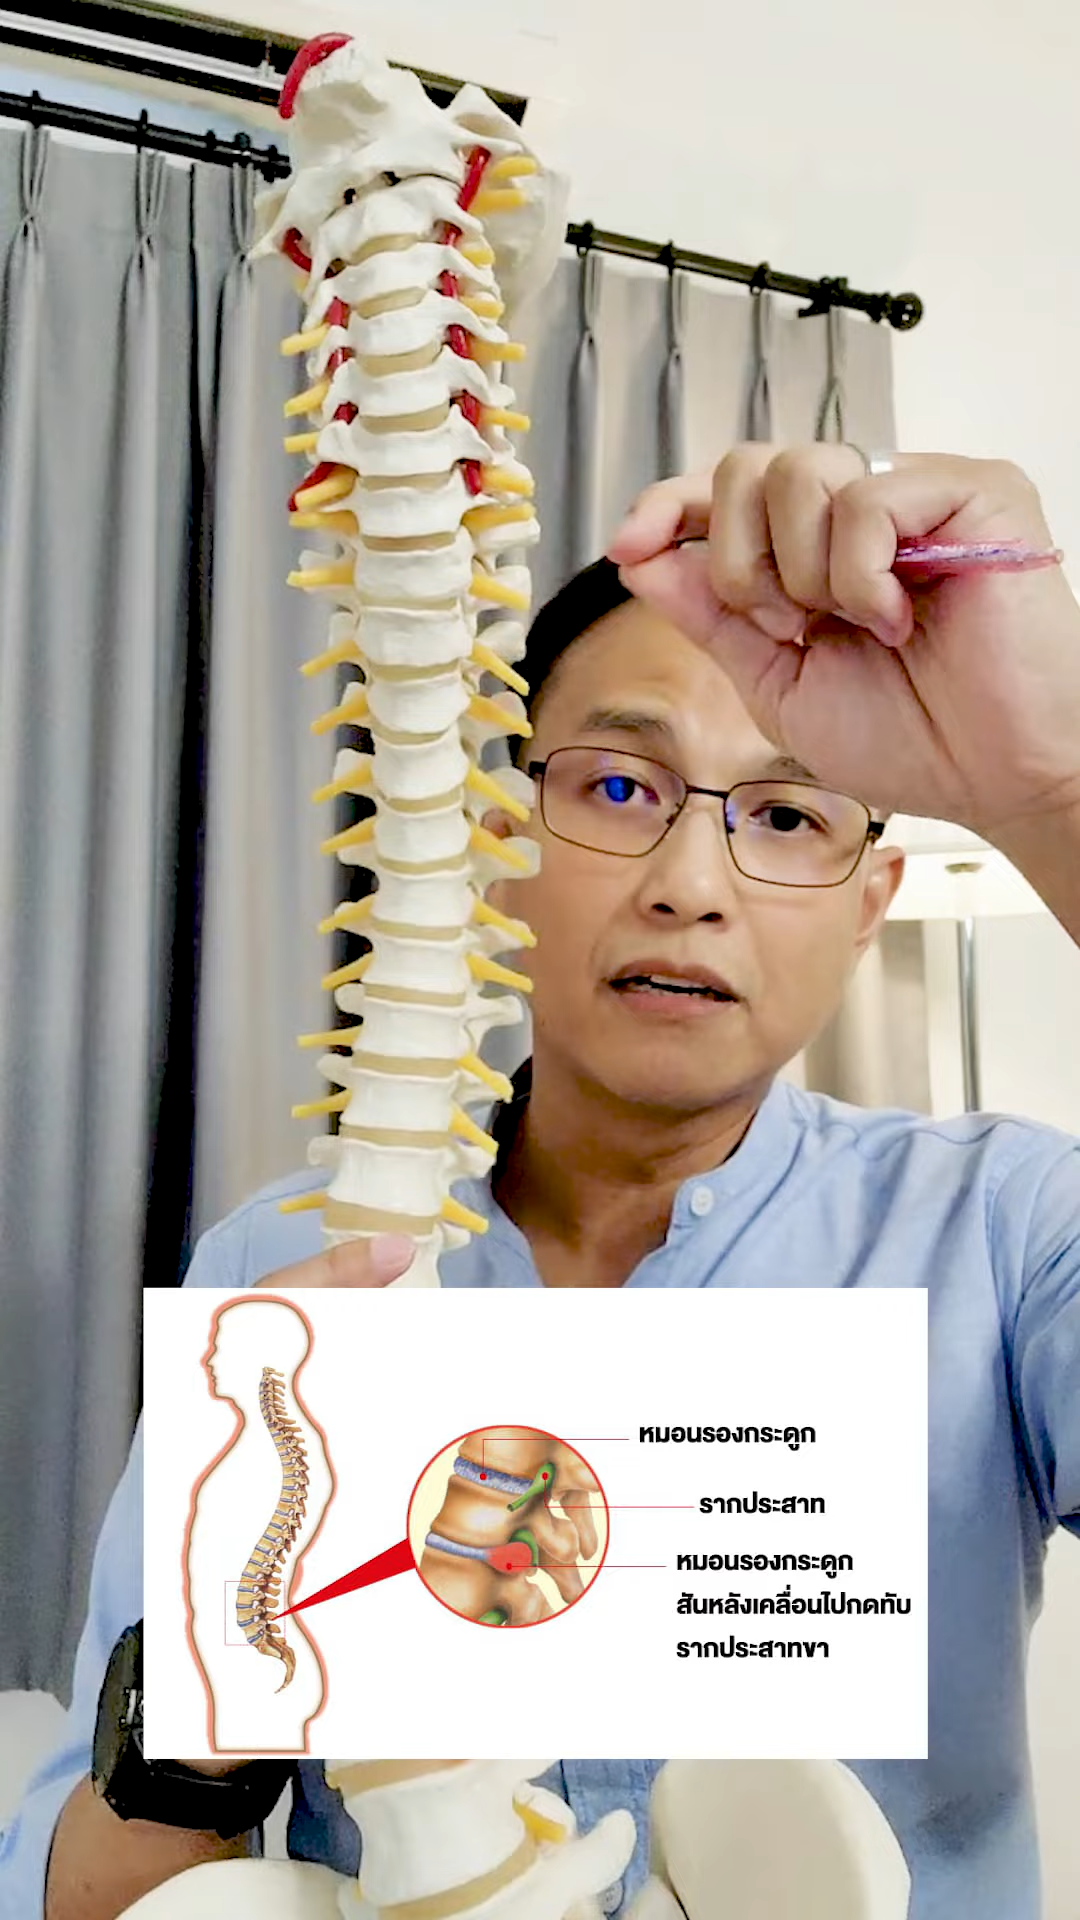 หมอนรองกระดูก
รากประสาท
หมอนรองกระดูก
สันหลังเคลื่อนไปกดทับ
รากประสาทขา